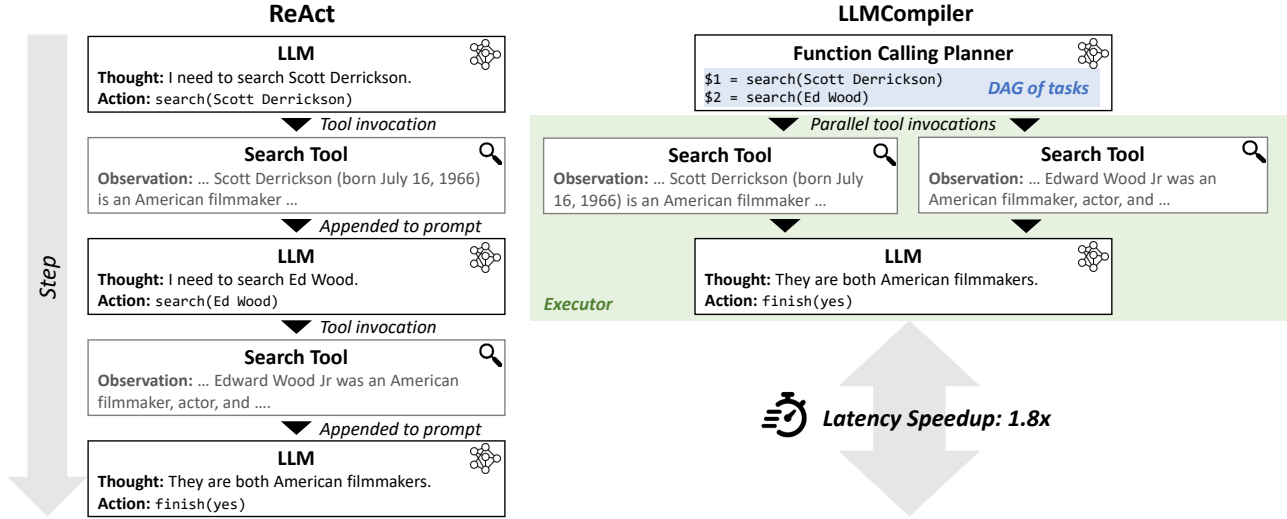 ReAct
Step
LLM
Thought: I need to search Scott Derrickson.
Action: search(Scott Derrickson)
Tool invocation
Search Tool
Observation: ... Scott Derrickson (born July 16, 1966)
is an American filmmaker ...
Appended to prompt
LLM
Thought: I need to search Ed Wood.
Action: search(Ed Wood)
Tool invocation
Search Tool
Observation: ... Edward Wood Jr was an American
filmmaker, actor, and ....
Appended to prompt
LLM
Thought: They are both American filmmakers.
Action: finish(yes)
LLMCompiler
Function Calling Planner
$1 = search(Scott Derrickson)
$2 = search(Ed Wood)
DAG of tasks
Parallel tool invocations
Search Tool
Observation: ... Scott Derrickson (born July
16, 1966) is an American filmmaker ...
Search Tool
Observation: ... Edward Wood Jr was an
American filmmaker, actor, and ...
LLM
Thought: They are both American filmmakers.
Action: finish(yes)
Executor
Latency Speedup: 1.8x